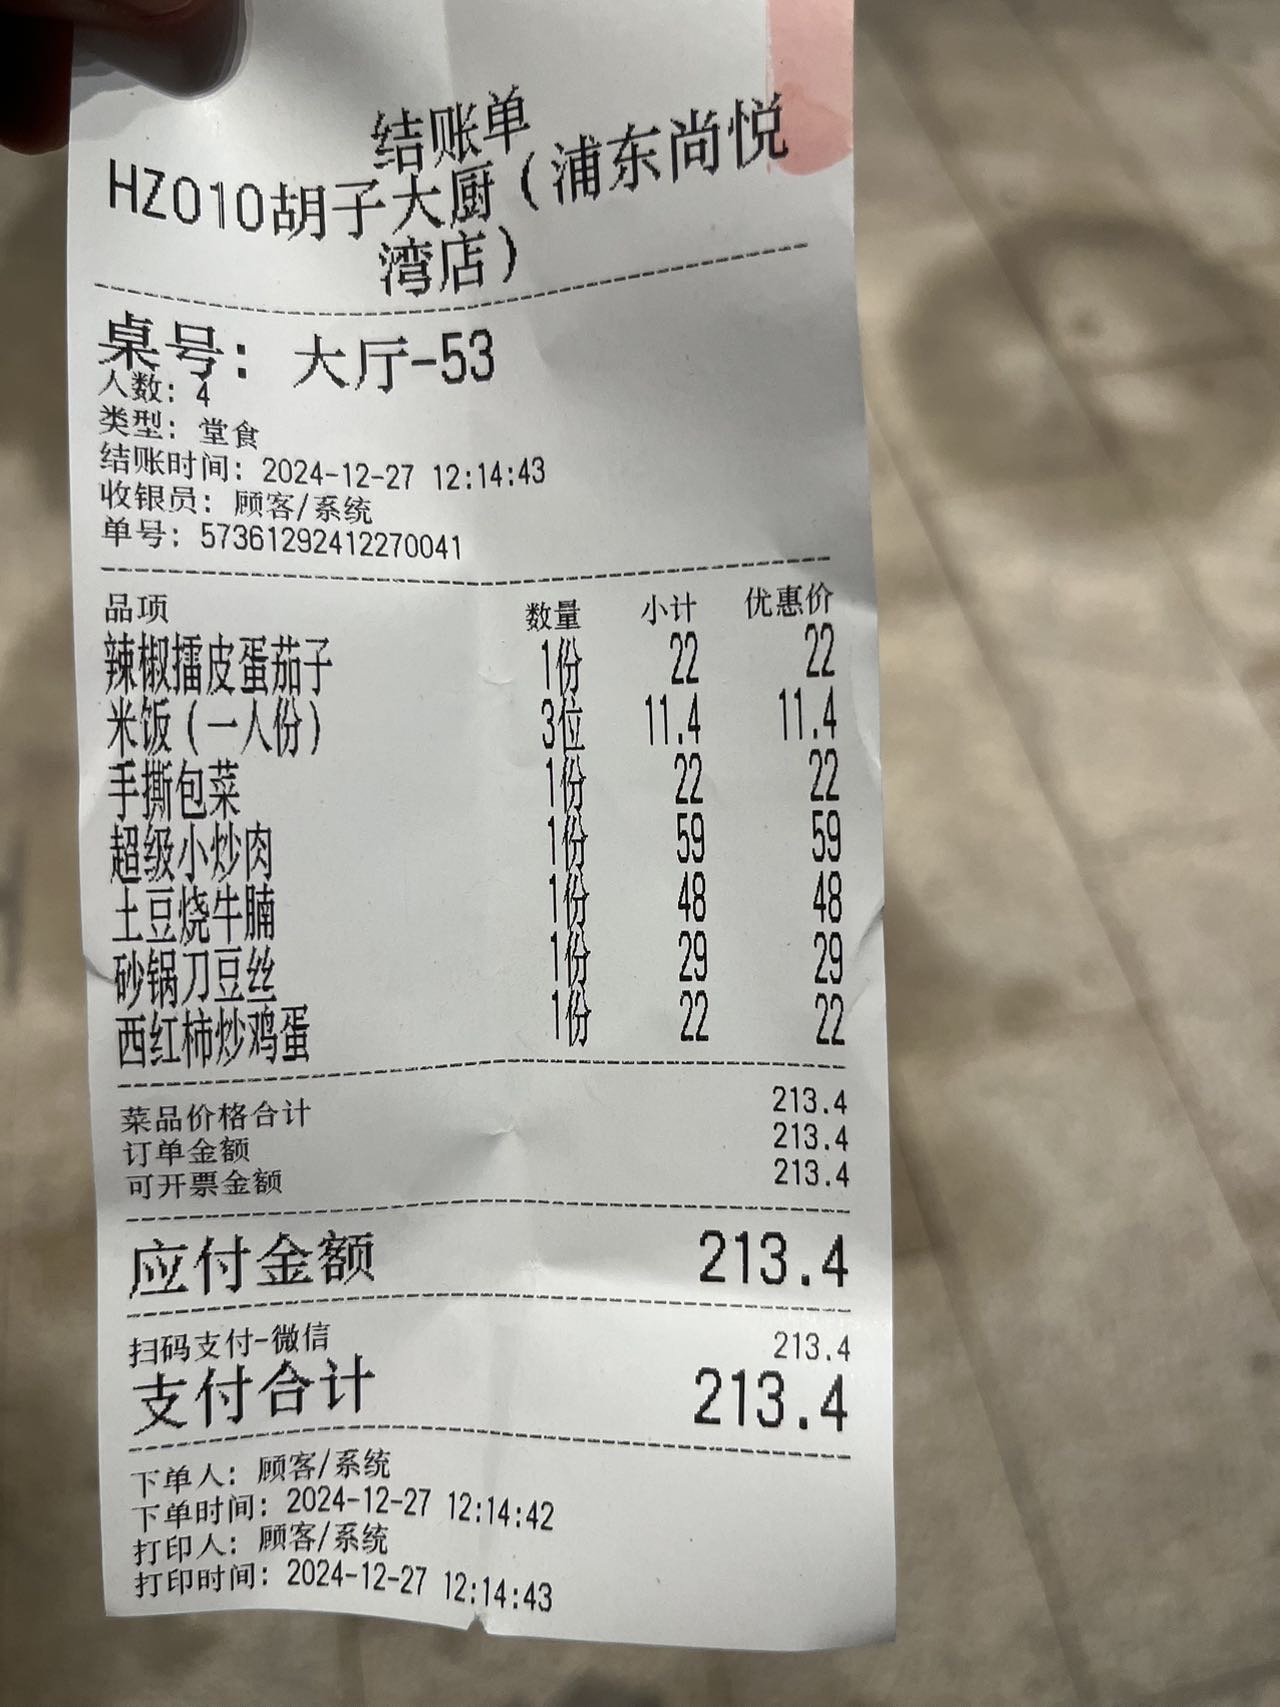 结账单
HZ010胡子大厨(浦东尚悦
湾店)
桌号: 大厅-53
人数: 4
类型: 堂食
结账时间: 2024-12-27 12:14:43
收银员: 顾客/系统
单号: 57361292412270041
品项 数量 小计 优惠价
辣椒擂皮蛋茄子 1份 22 22
米饭(一人份) 3位 11.4 11.4
手撕包菜 1份 22 22
超级小炒肉 1份 59 59
土豆烧牛腩 1份 48 48
砂锅刀豆丝 1份 29 29
西红柿炒鸡蛋 1份 22 22
菜品价格合计 213.4
订单金额 213.4
可开票金额 213.4
应付金额 213.4
扫码支付-微信 213.4
支付合计 213.4
下单人: 顾客/系统
下单时间: 2024-12-27 12:14:42
打印人: 顾客/系统
打印时间: 2024-12-27 12:14:43